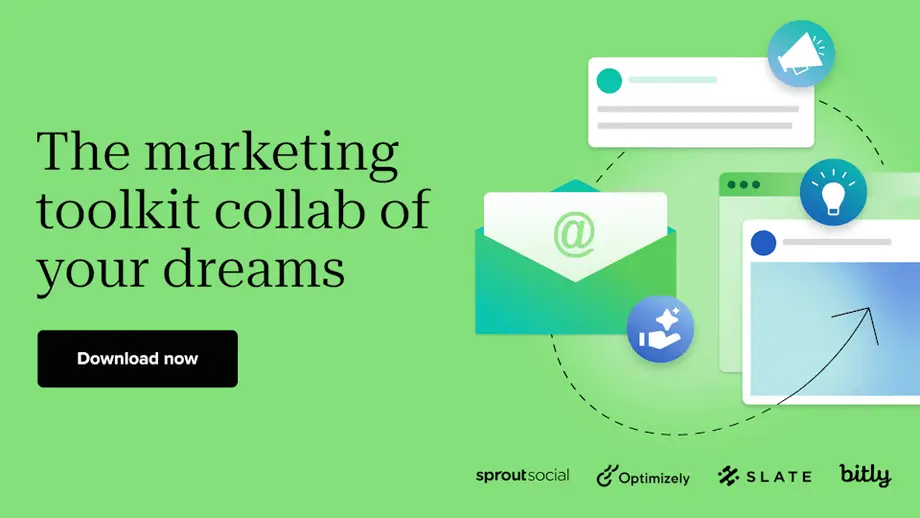 The marketing
toolkit collab of
your dreams
Download now
@
sproutsocial
Optimizely
SLATE
bitly